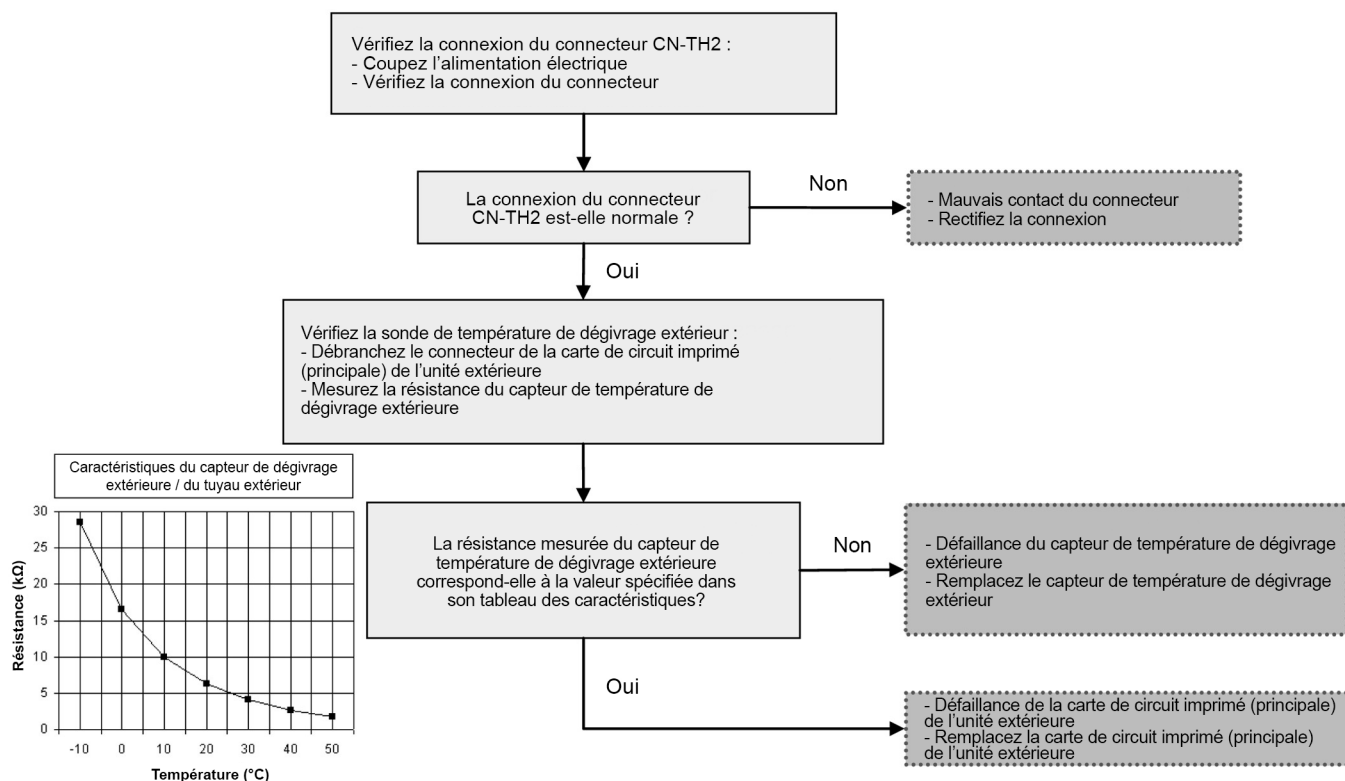 Vérifiez la connexion du connecteur CN-TH2 :
- Coupez l’alimentation électrique
- Vérifiez la connexion du connecteur
La connexion du connecteur
CN-TH2 est-elle normale ?
Non
- Mauvais contact du connecteur
- Rectifiez la connexion
Oui
Vérifiez la sonde de température de dégivrage extérieur :
- Débranchez le connecteur de la carte de circuit imprimé
(principale) de l’unité extérieure
- Mesurez la résistance du capteur de température de
dégivrage extérieure
Caractéristiques du capteur de dégivrage
extérieure / du tuyau extérieur
30
25
20
15
10
5
0
Résistance (kΩ)
-10 0 10 20 30 40 50
Température (°C)
La résistance mesurée du capteur de
température de dégivrage extérieure
correspond-elle à la valeur spécifiée dans
son tableau des caractéristiques?
Non
- Défaillance du capteur de température de dégivrage
extérieure
- Remplacez le capteur de température de dégivrage
extérieur
Oui
- Défaillance de la carte de circuit imprimé (principale)
de l’unité extérieure
- Remplacez la carte de circuit imprimé (principale)
de l’unité extérieure